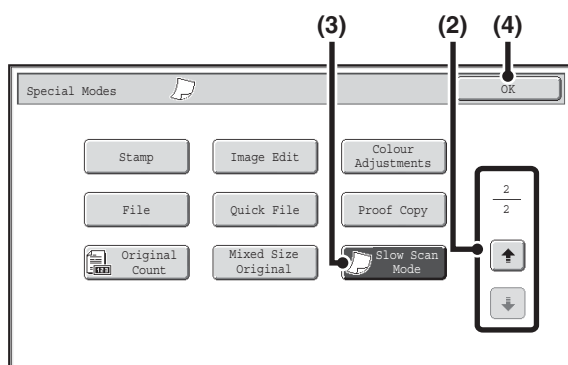 (3)
(2)
(4)
Special Modes
OK
Stamp
Image Edit
Colour
Adjustments
File
Quick File
Proof Copy
2
2
Original
Count
123
Mixed Size
Original
Slow Scan
Mode